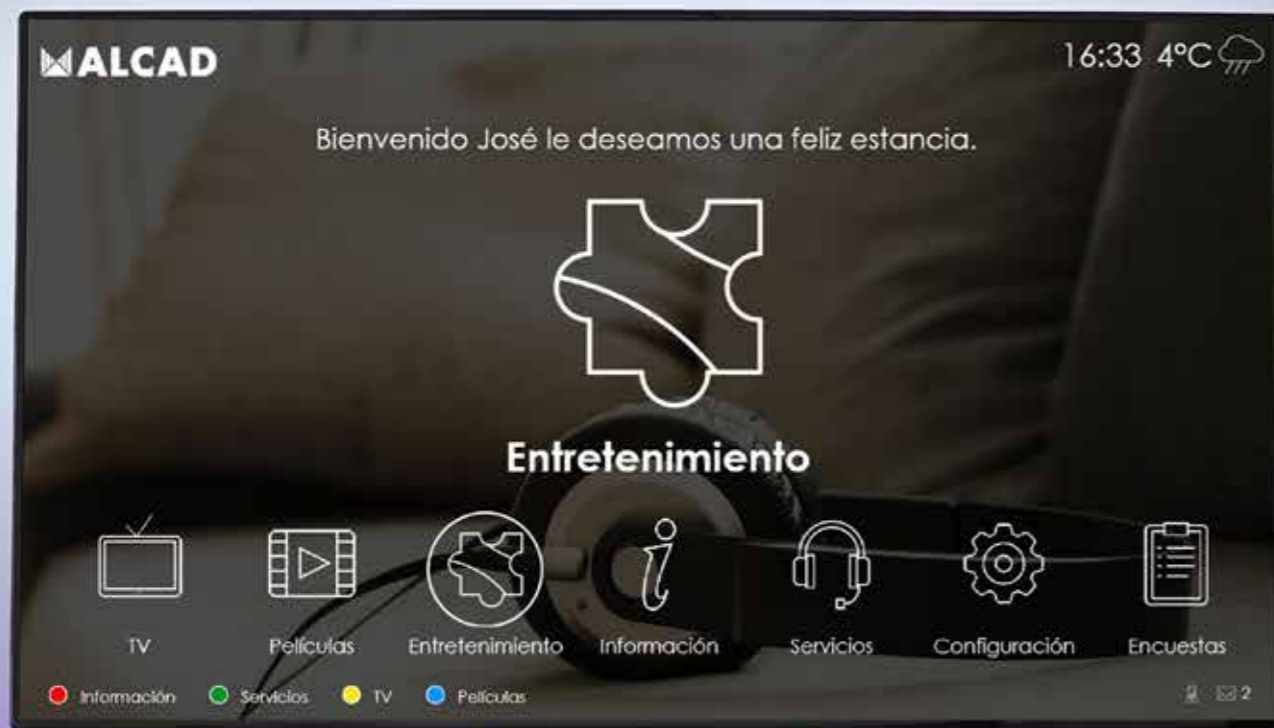 ALCAD
16:33 4°C
Bienvenido José le deseamos una feliz estancia.
Entretenimiento
TV Películas Entretenimiento Información Servicios Configuración Encuestas
Información Servicios TV Películas 2